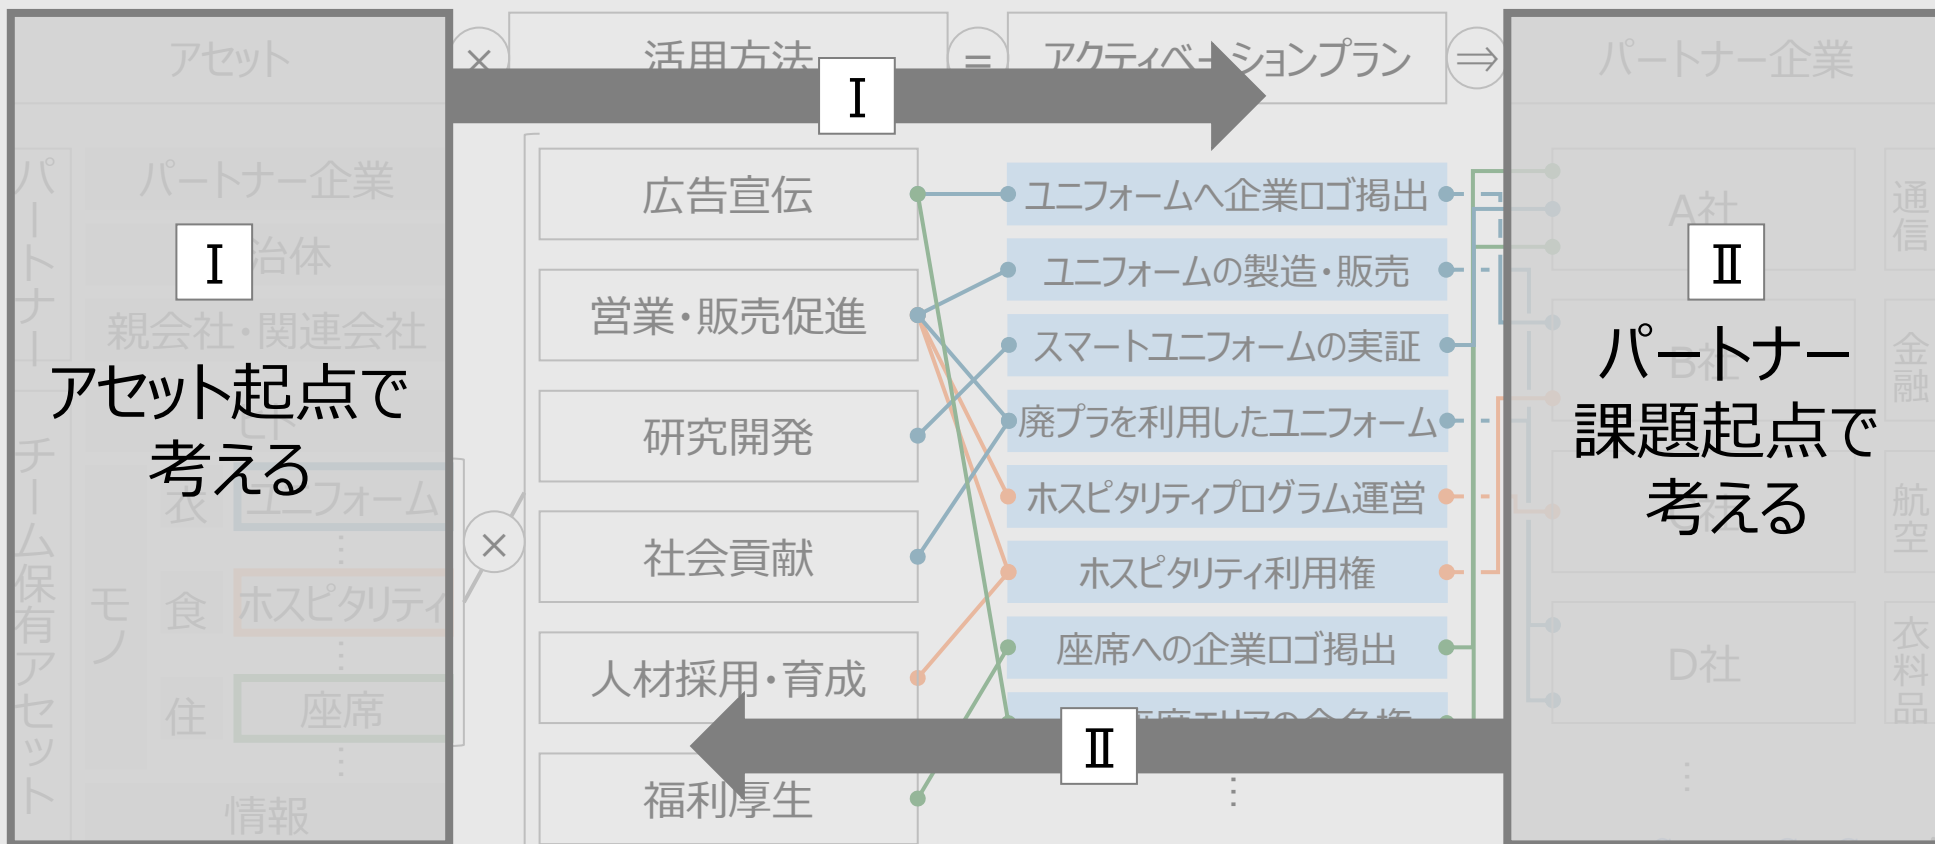 アセット
×
活用方法
=
アクティベーションプラン
⇒
パートナー企業
Ⅰ
パートナー
パートナー企業
治体
親会社・関連会社
Ⅰ
アセット起点で
考える
チーム保有アセット
ヒト
モノ
衣
ユニフォーム
⋮
食
ホスピタリティ
⋮
住
座席
⋮
情報
×
広告宣伝
営業・販売促進
研究開発
社会貢献
人材採用・育成
福利厚生
ユニフォームへ企業ロゴ掲出
ユニフォームの製造・販売
スマートユニフォームの実証
廃プラを利用したユニフォーム
ホスピタリティプログラム運営
ホスピタリティ利用権
座席への企業ロゴ掲出
⋮
Ⅱ
A社
通信
Ⅱ
パートナー
課題起点で
考える
B社
金融
航空
D社
衣料品
⋮